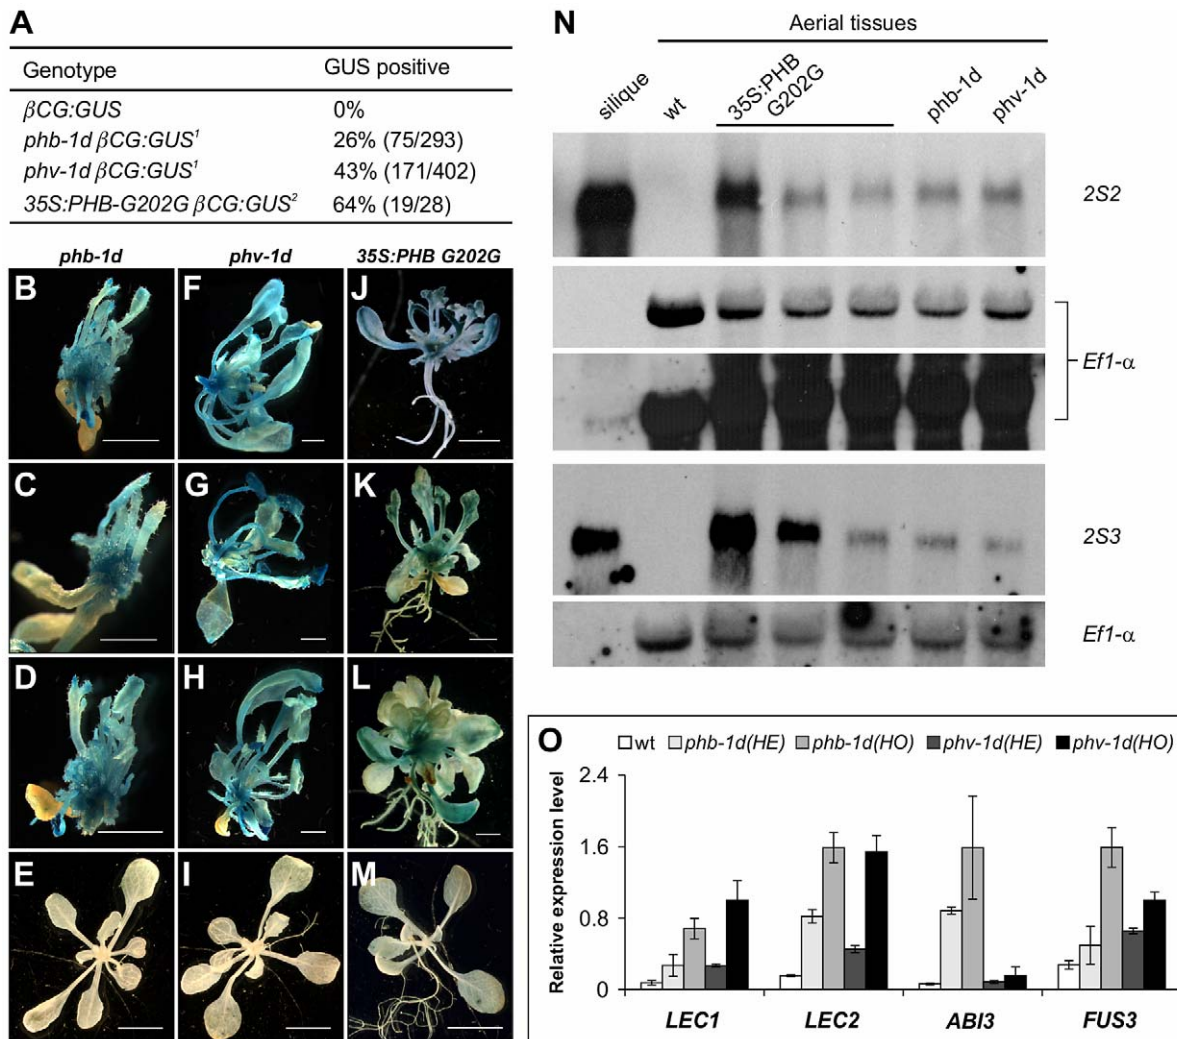 A
Genotype GUS positive
βCG:GUS 0%
phb-1d βCG:GUS¹ 26% (75/293)
phv-1d βCG:GUS¹ 43% (171/402)
35S:PHB-G202G βCG:GUS² 64% (19/28)
phb-1d phv-1d 35S:PHB G202G
B F J
C G K
D H L
E I M
N
Aerial tissues
silique wt 35S:PHB G202G phb-1d phv-1d
2S2
Ef1-α
2S3
Ef1-α
O
wt phb-1d(HE) phb-1d(HO) phv-1d(HE) phv-1d(HO)
Relative expression level
2.4
1.6
0.8
0
LEC1 LEC2 ABI3 FUS3